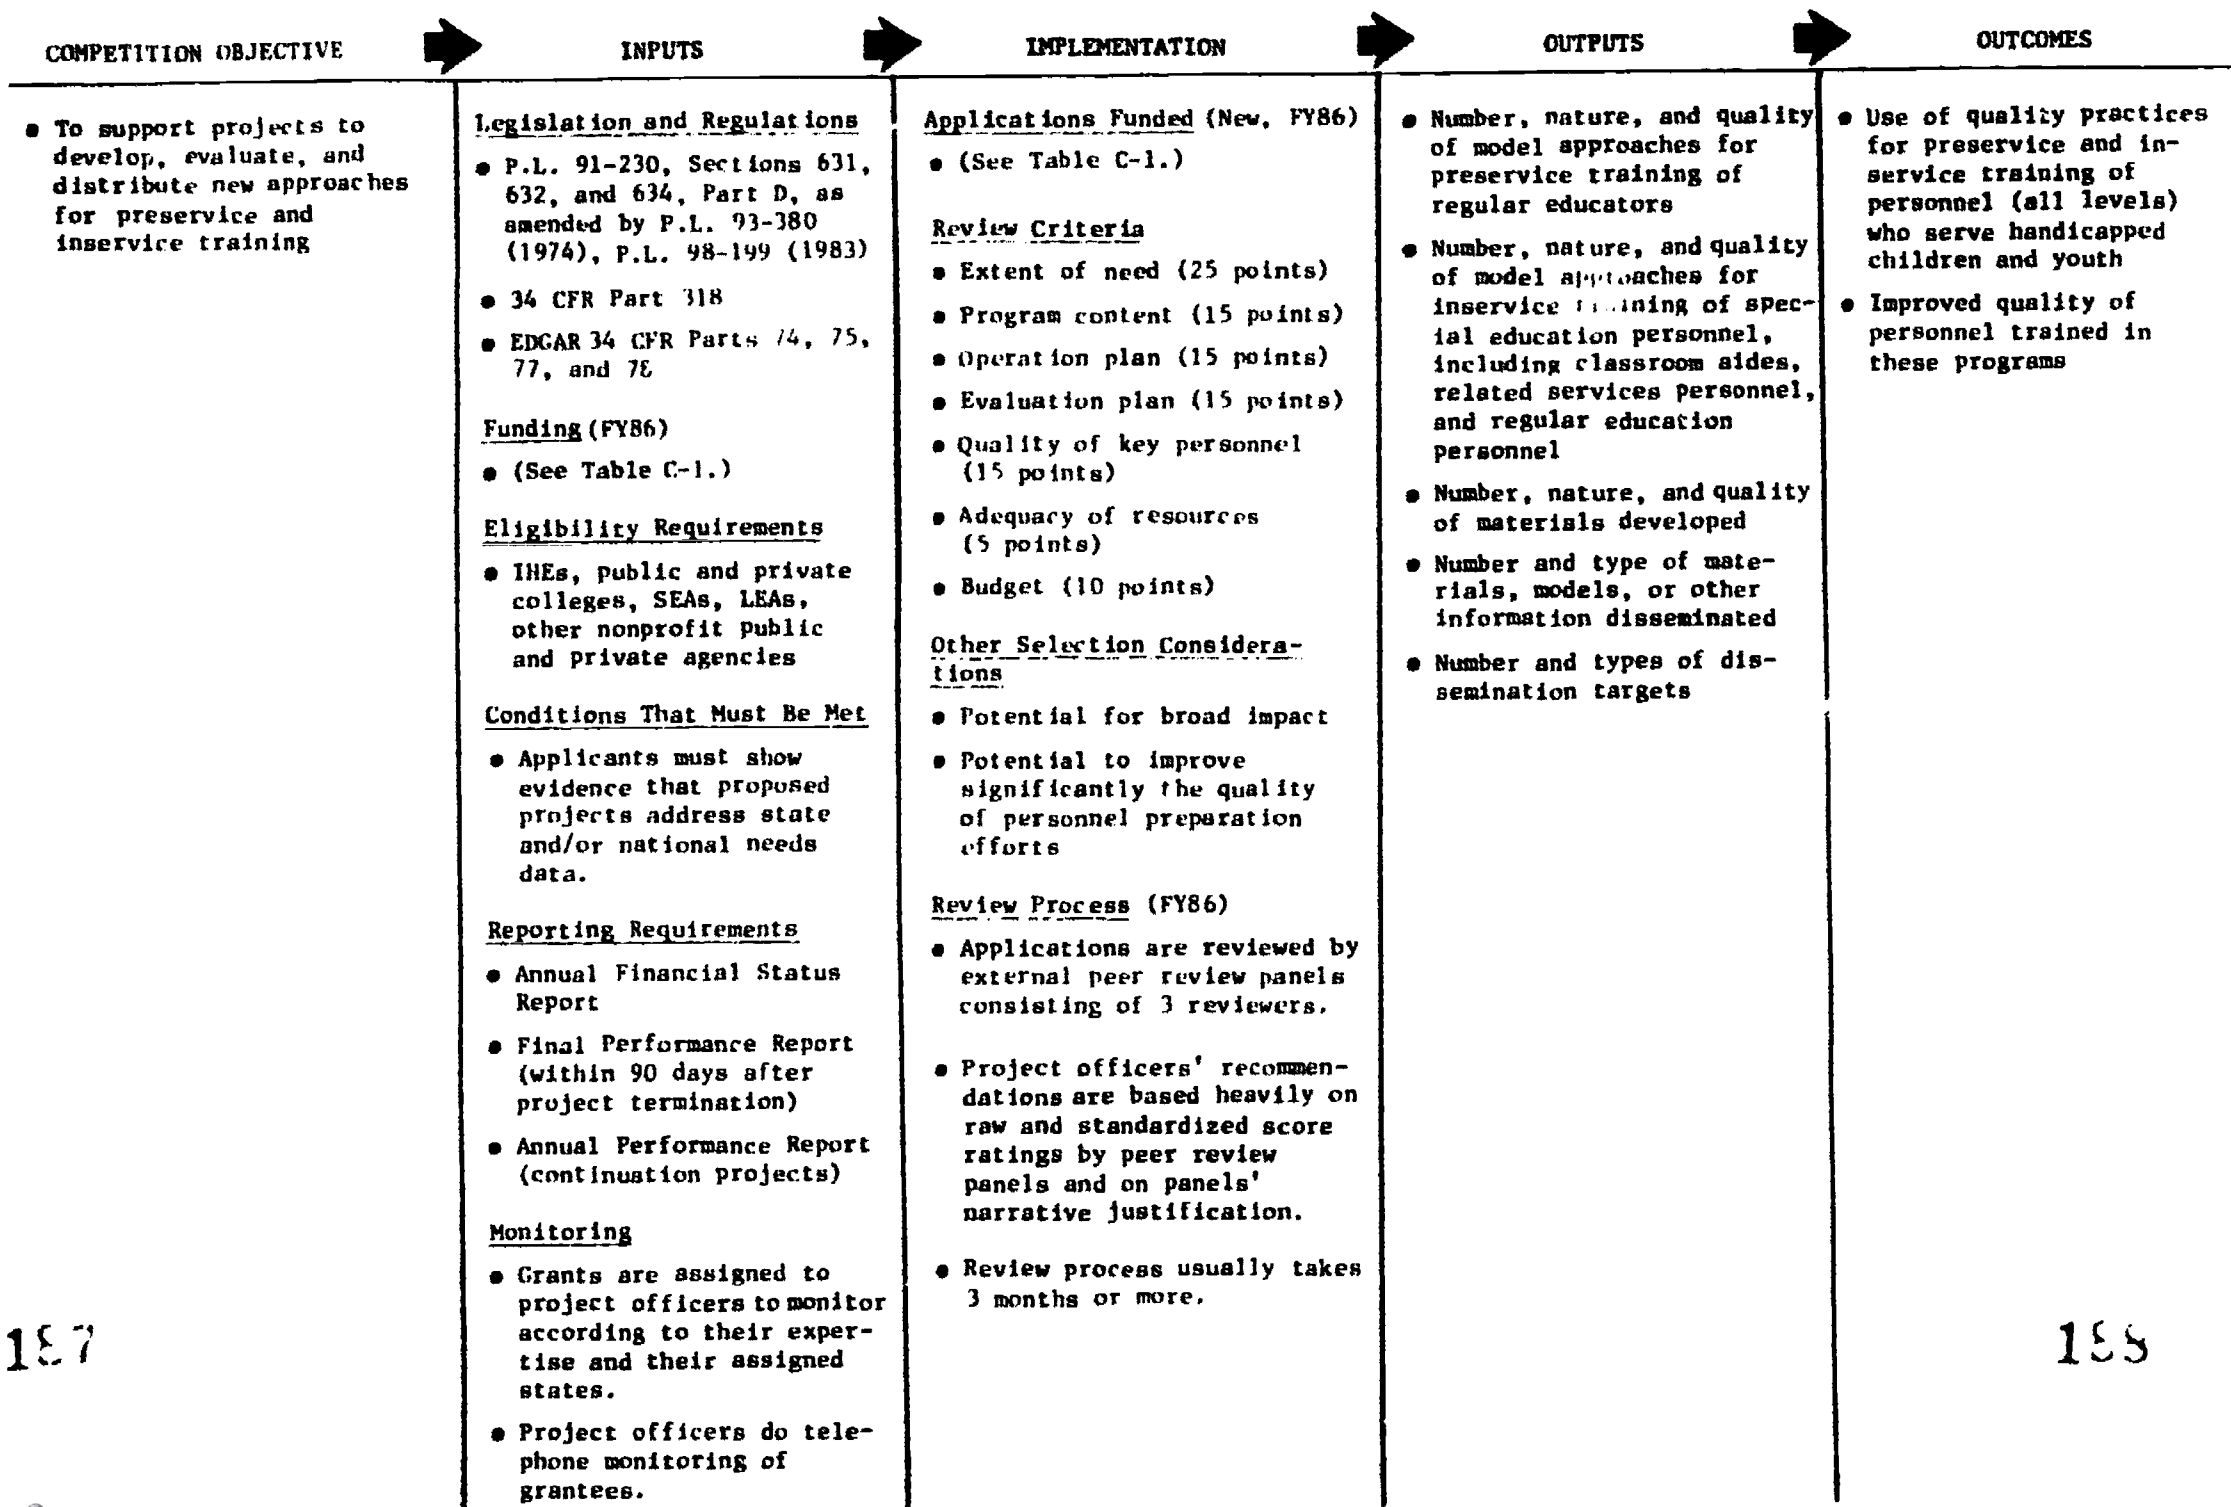 COMPETITION OBJECTIVE
INPUTS
IMPLEMENTATION
OUTPUTS
OUTCOMES
● To support projects to
develop, evaluate, and
distribute new approaches
for preservice and
inservice training
Legislation and Regulations
● P.L. 91-230, Sections 631,
632, and 634, Part D, as
amended by P.L. 93-380
(1974), P.L. 98-199 (1983)
● 34 CFR Part 318
● EDGAR 34 CFR Parts 74, 75,
77, and 78
Funding (FY86)
● (See Table C-1.)
Eligibility Requirements
● IHEs, public and private
colleges, SEAs, LEAs,
other nonprofit public
and private agencies
Conditions That Must Be Met
● Applicants must show
evidence that proposed
projects address state
and/or national needs
data.
Reporting Requirements
● Annual Financial Status
Report
● Final Performance Report
(within 90 days after
project termination)
● Annual Performance Report
(continuation projects)
Monitoring
● Grants are assigned to
project officers to monitor
according to their exper-
tise and their assigned
states.
● Project officers do tele-
phone monitoring of
grantees.
Applications Funded (New, FY86)
● (See Table C-1.)
Review Criteria
● Extent of need (25 points)
● Program content (15 points)
● Operation plan (15 points)
● Evaluation plan (15 points)
● Quality of key personnel
(15 points)
● Adequacy of resources
(5 points)
● Budget (10 points)
Other Selection Considera-
tions
● Potential for broad impact
● Potential to improve
significantly the quality
of personnel preparation
efforts
Review Process (FY86)
● Applications are reviewed by
external peer review panels
consisting of 3 reviewers.
● Project officers' recommen-
dations are based heavily on
raw and standardized score
ratings by peer review
panels and on panels'
narrative justification.
● Review process usually takes
3 months or more.
● Number, nature, and quality
of model approaches for
preservice training of
regular educators
● Number, nature, and quality
of model approaches for
inservice training of spec-
ial education personnel,
including classroom aides,
related services personnel,
and regular education
personnel
● Number, nature, and quality
of materials developed
● Number and type of mate-
rials, models, or other
information disseminated
● Number and types of dis-
semination targets
● Use of quality practices
for preservice and in-
service training of
personnel (all levels)
who serve handicapped
children and youth
● Improved quality of
personnel trained in
these programs